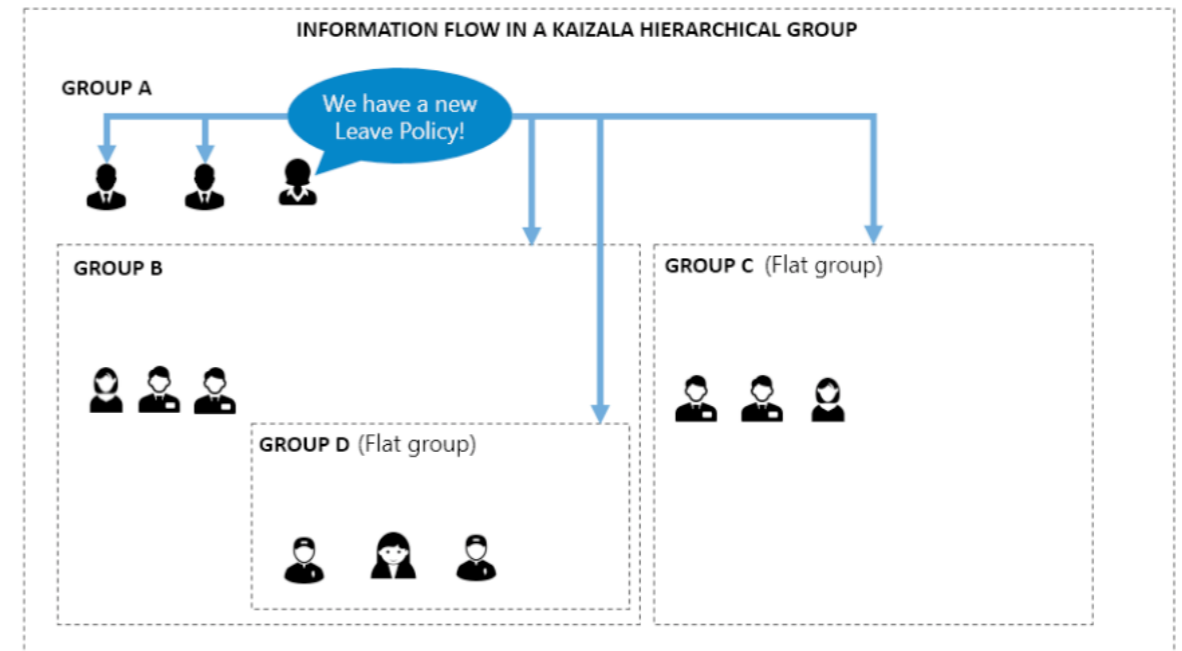 INFORMATION FLOW IN A KAIZALA HIERARCHICAL GROUP
GROUP A
We have a new
Leave Policy!
GROUP B
GROUP C (Flat group)
GROUP D (Flat group)